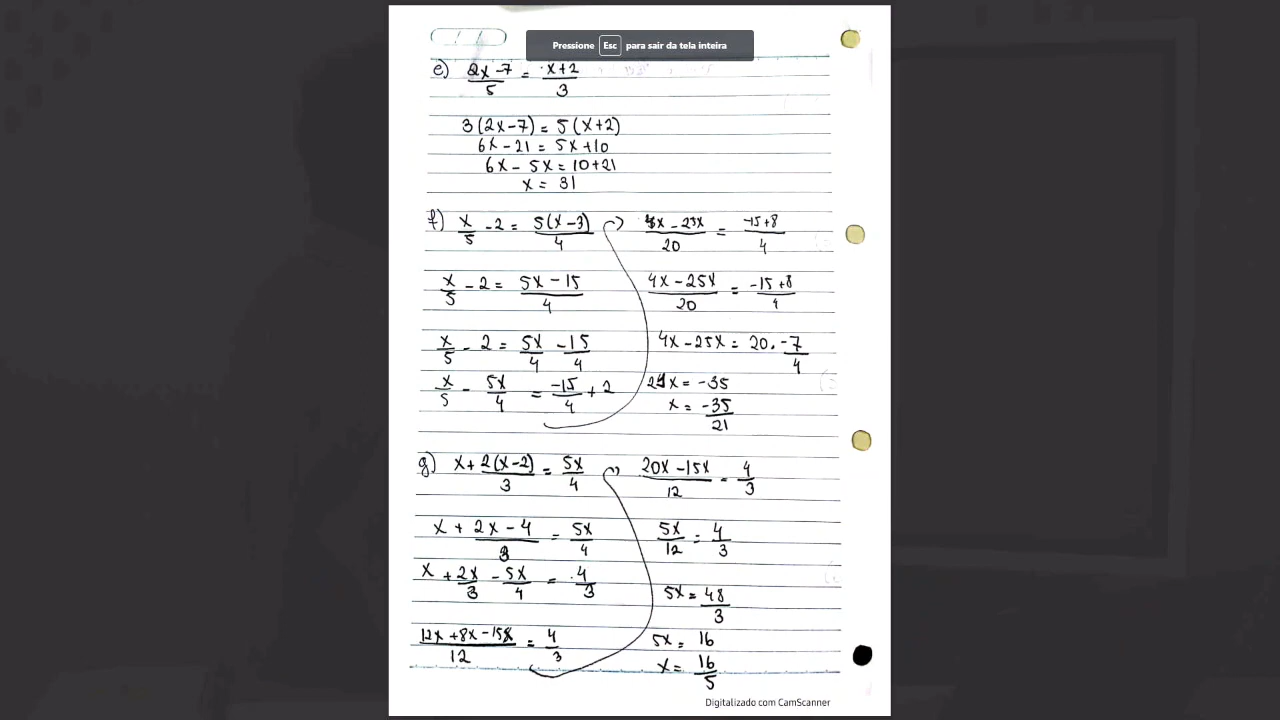 Pressione Esc para sair da tela inteira
e) 2x-7/5 = x+2/3
3(2x-7) = 5(x+2)
6x-21 = 5x+10
6x - 5x = 10+21
x = 31
f) x/5 - 2 = 5(x-3)/4
x/5 - 2 = 5x - 15/4
x/5 - 2 = 5x/4 - 15/4
x/5 - 5x/4 = -15/4 + 2
4x - 25x/20 = -15+8/4
4x - 25x/20 = -15+8/4
4x - 25x = 20 . -7/4
x = -35
x = -35/21
g) x + 2(x-2)/3 = 5x/4
x + 2x - 4/3 = 5x/4
x + 2x/3 - 5x/4 = 4/3
12x + 8x - 15x/12 = 4/3
20x - 15x/12 = 4/3
5x/12 = 4/3
5x = 48/3
5x = 16
x = 16/5
Digitalizado com CamScanner